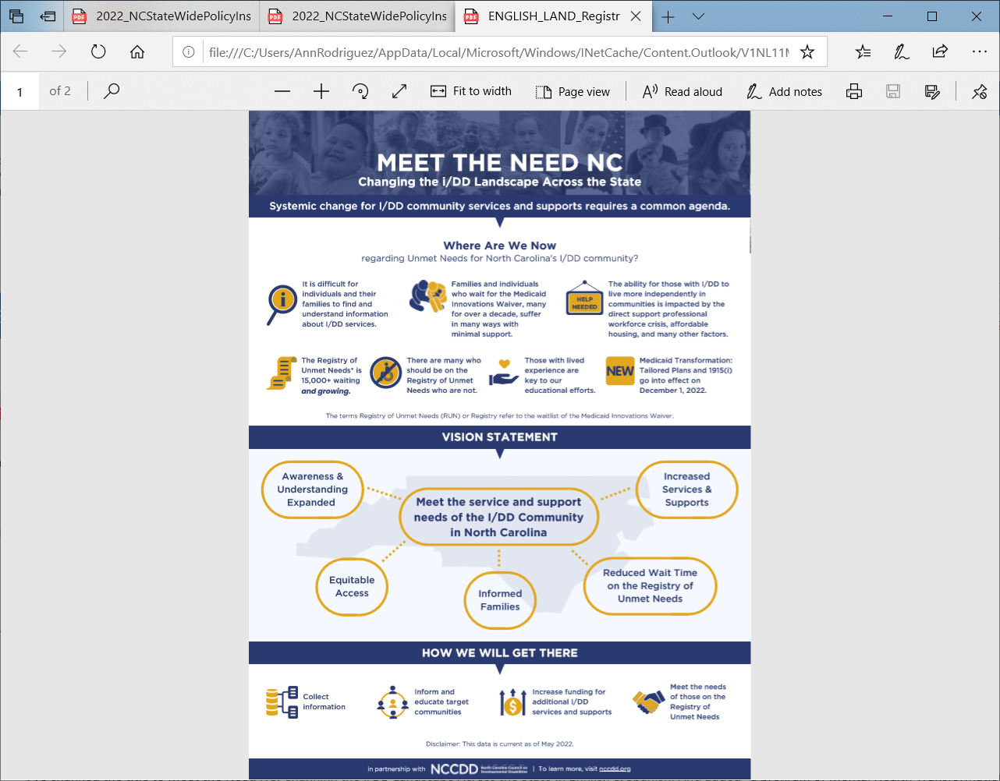 2022_NCStateWidePolicyIns
2022_NCStateWidePolicyIns
ENGLISH_LAND_Registr
file:///C:/Users/AnnRodriguez/AppData/Local/Microsoft/Windows/INetCache/Content.Outlook/V1NL11
1 of 2
Fit to width
Page view
Read aloud
Add notes
MEET THE NEED NC
Changing the i/DD Landscape Across the State
Systemic change for I/DD community services and supports requires a common agenda.
Where Are We Now
regarding Unmet Needs for North Carolina's I/DD community?
It is difficult for
individuals and their
families to find and
understand information
about I/DD services.
Families and individuals
who wait for the Medicaid
Innovations Waiver, many
for over a decade, suffer
in many ways with
minimal support.
HELP
NEEDED
The ability for those with I/DD to
live more independently in
communities is impacted by the
direct support professional
workforce crisis, affordable
housing, and many other factors.
The Registry of
Unmet Needs* is
15,000+ waiting
and growing.
There are many who
should be on the
Registry of Unmet
Needs who are not.
Those with lived
experience are
key to our
educational efforts.
NEW
Medicaid Transformation:
Tailored Plans and 1915(i)
go into effect on
December 1, 2022.
The terms Registry of Unmet Needs (RUN) or Registry refer to the waitlist of the Medicaid Innovations Waiver.
VISION STATEMENT
Awareness &
Understanding
Expanded
Meet the service and support
needs of the I/DD Community
in North Carolina
Increased
Services &
Supports
Equitable
Access
Informed
Families
Reduced Wait Time
on the Registry of
Unmet Needs
HOW WE WILL GET THERE
Collect
information
Inform and
educate target
communities
Increase funding for
additional I/DD
services and supports
Meet the needs
of those on the
Registry of
Unmet Needs
Disclaimer: This data is current as of May 2022.
in partnership with NCCDD North Carolina Council on
Developmental Disabilities | To learn more, visit nccdd.org